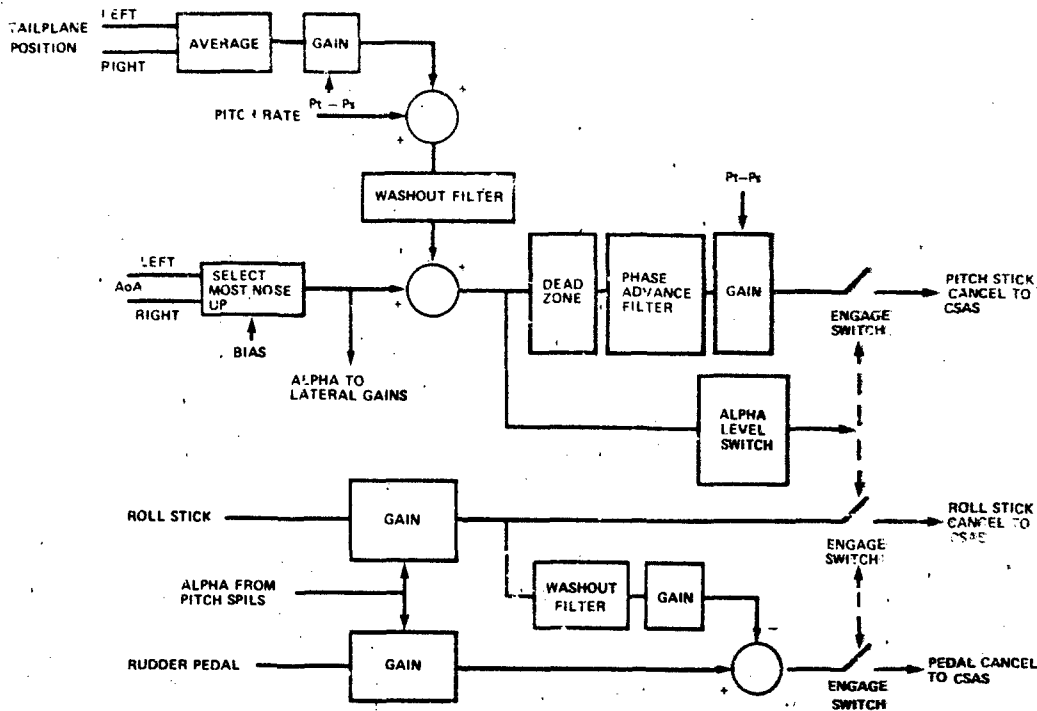 TAILPLANE
POSITION
LEFT
RIGHT
AVERAGE
GAIN
Pt – Ps
PITCH RATE
+
+
WASHOUT FILTER
Pt–Ps
AoA
LEFT
RIGHT
SELECT
MOST NOSE
UP
BIAS
+
+
ALPHA TO
LATERAL GAINS
DEAD
ZONE
PHASE
ADVANCE
FILTER
GAIN
ENGAGE
SWITCH
PITCH STICK
CANCEL TO
CSAS
ALPHA
LEVEL
SWITCH
ROLL STICK
GAIN
ENGAGE
SWITCH
ROLL STICK
CANCEL TO
CSAS
ALPHA FROM
PITCH SPILS
WASHOUT
FILTER
GAIN
–
+
RUDDER PEDAL
GAIN
ENGAGE
SWITCH
PEDAL CANCEL
TO CSAS